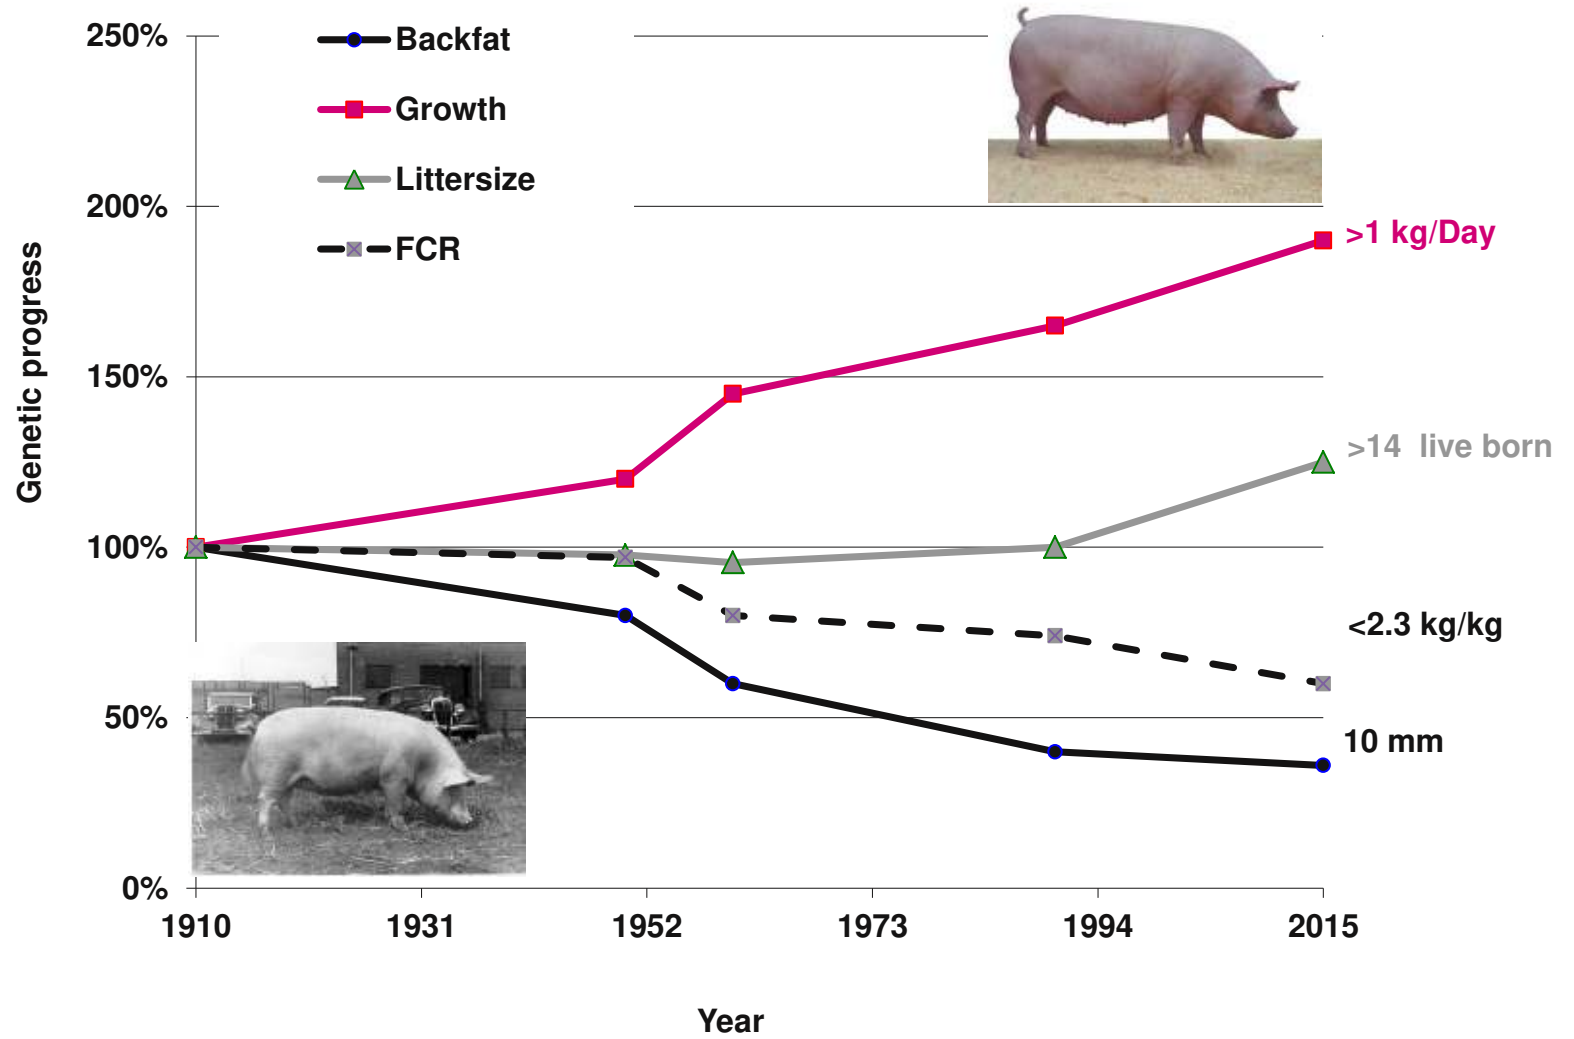 250%
200%
150%
100%
50%
0%
Genetic progress
Backfat
Growth
Littersize
FCR
>1 kg/Day
>14  live born
<2.3 kg/kg
10 mm
1910 1931 1952 1973 1994 2015
Year